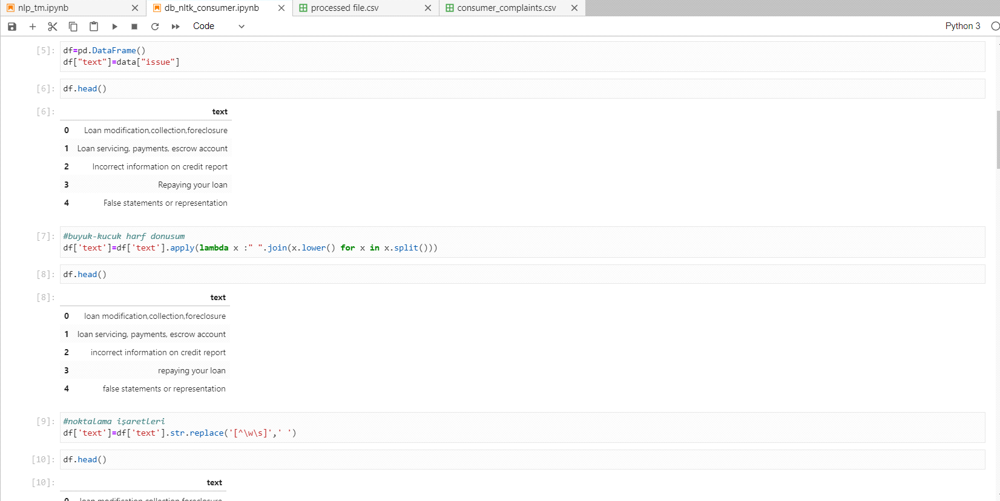 nlp_tm.ipynb
db_nltk_consumer.ipynb
processed file.csv
consumer_complaints.csv
Code
Python 3
[5]:
df=pd.DataFrame()
df["text"]=data["issue"]
[6]:
df.head()
[6]:
text
0 Loan modification,collection,foreclosure
1 Loan servicing, payments, escrow account
2 Incorrect information on credit report
3 Repaying your loan
4 False statements or representation
[7]:
#buyuk-kucuk harf donusum
df['text']=df['text'].apply(lambda x :" ".join(x.lower() for x in x.split()))
[8]:
df.head()
[8]:
text
0 loan modification,collection,foreclosure
1 loan servicing, payments, escrow account
2 incorrect information on credit report
3 repaying your loan
4 false statements or representation
[9]:
#noktalama işaretleri
df['text']=df['text'].str.replace('[^\w\s]',' ')
[10]:
df.head()
[10]:
text
0 loan modification collection foreclosure